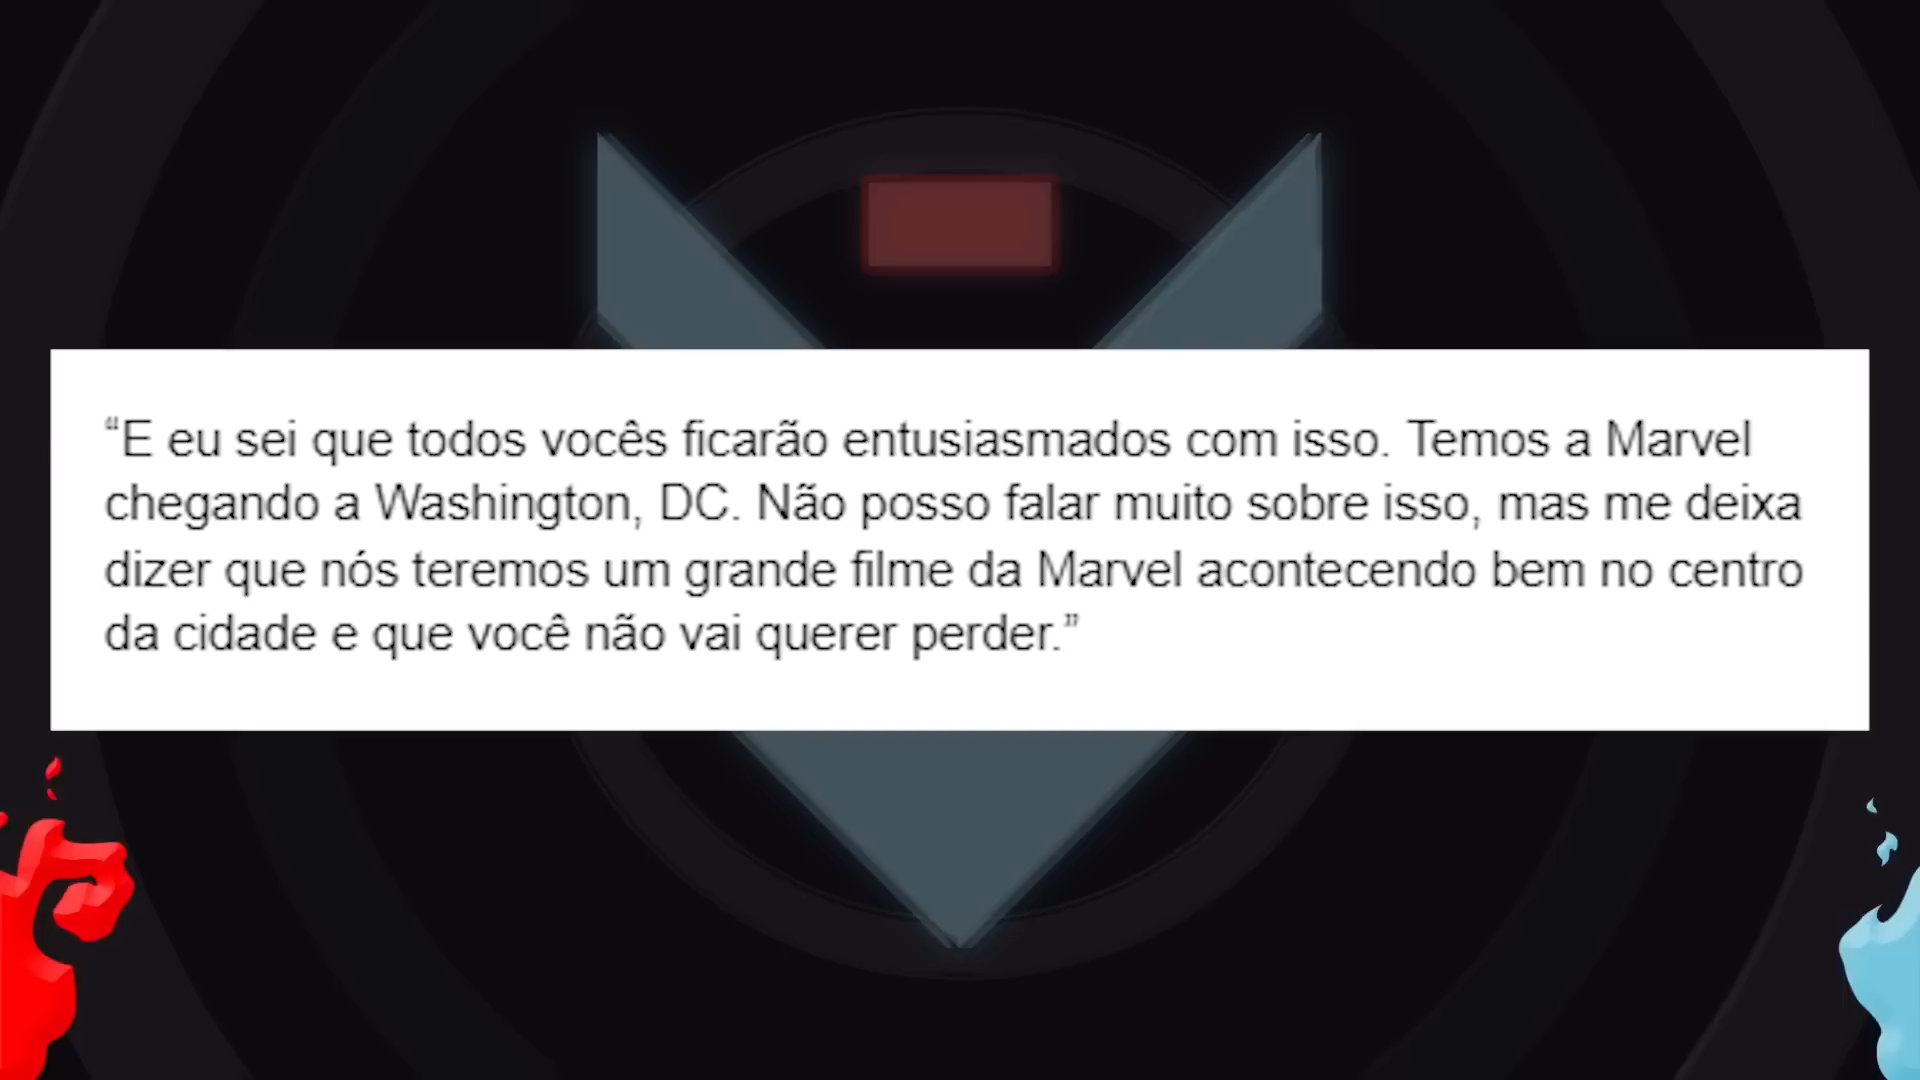 “E eu sei que todos vocês ficarão entusiasmados com isso. Temos a Marvel
chegando a Washington, DC. Não posso falar muito sobre isso, mas me deixa
dizer que nós teremos um grande filme da Marvel acontecendo bem no centro
da cidade e que você não vai querer perder.”